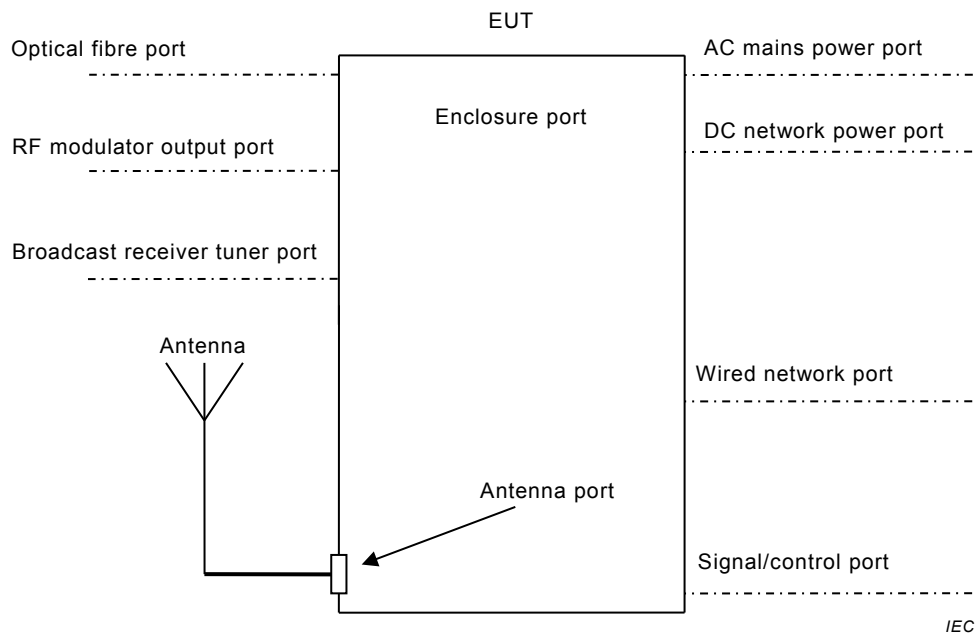 EUT
Optical fibre port
AC mains power port
Enclosure port
DC network power port
RF modulator output port
Broadcast receiver tuner port
Antenna
Wired network port
Antenna port
Signal/control port
IEC